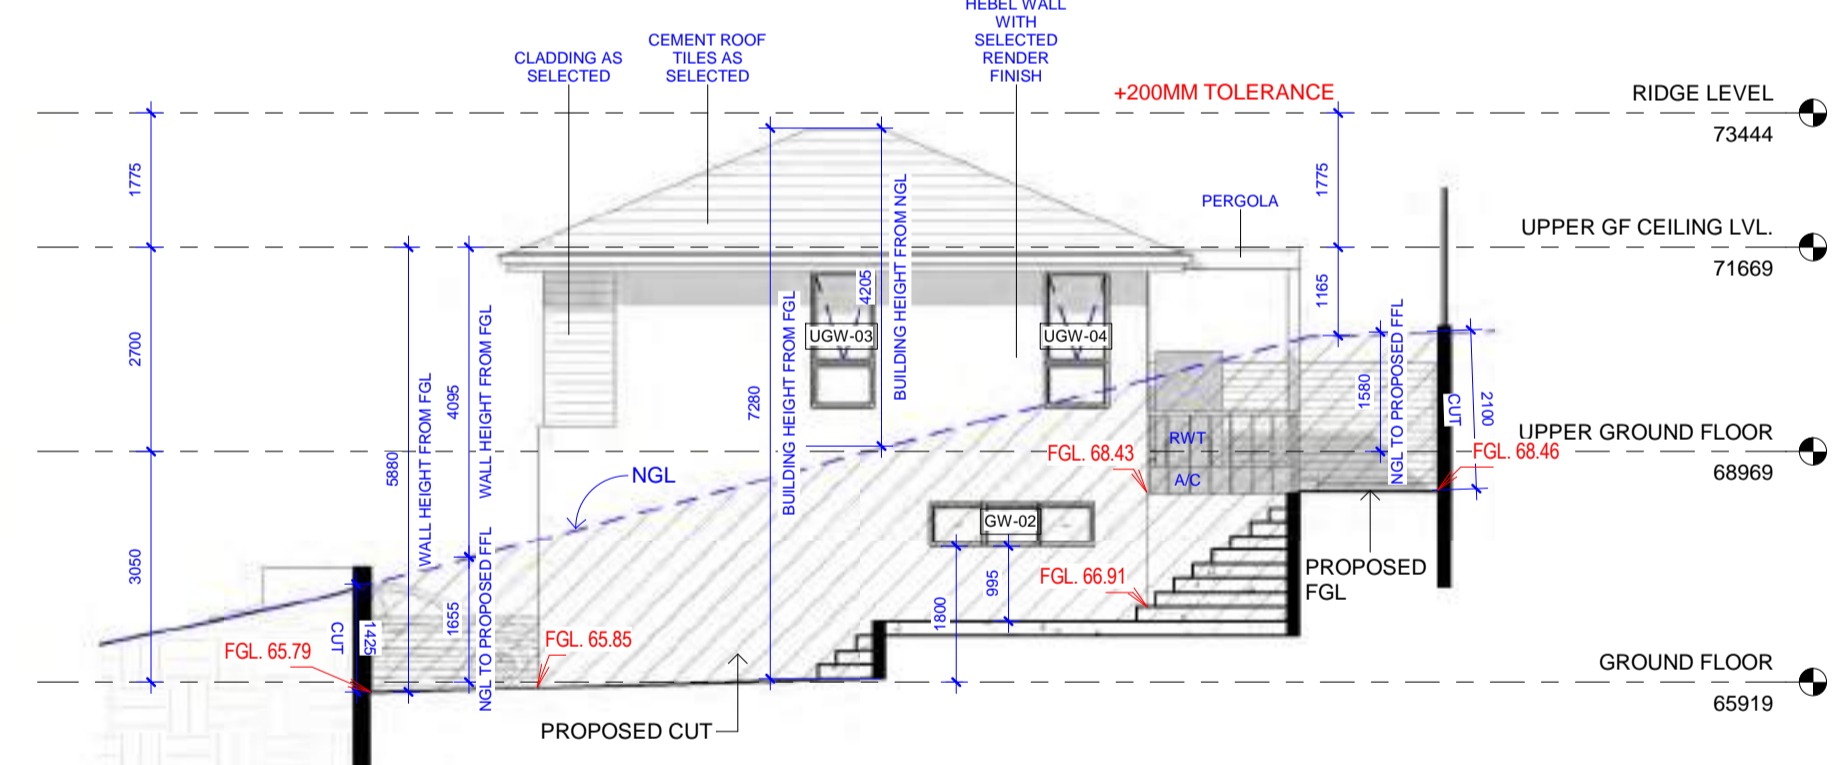 HEBEL WALL
WITH
SELECTED
RENDER
FINISH
CEMENT ROOF
TILES AS
SELECTED
CLADDING AS
SELECTED
+200MM TOLERANCE
RIDGE LEVEL
73444
1775
1775
PERGOLA
UPPER GF CEILING LVL.
71669
2700
5880
WALL HEIGHT FROM FGL
4095
WALL HEIGHT FROM FGL
7280
BUILDING HEIGHT FROM FGL
4205
BUILDING HEIGHT FROM NGL
UGW-03
UGW-04
1165
1580
NGL TO PROPOSED FFL
CUT
2100
UPPER GROUND FLOOR
68969
RWT
A/C
FGL. 68.43
FGL. 68.46
NGL
GW-02
3050
1655
NGL TO PROPOSED FFL
CUT
1425
FGL. 65.79
FGL. 65.85
1800
995
FGL. 66.91
PROPOSED
FGL
PROPOSED CUT
GROUND FLOOR
65919